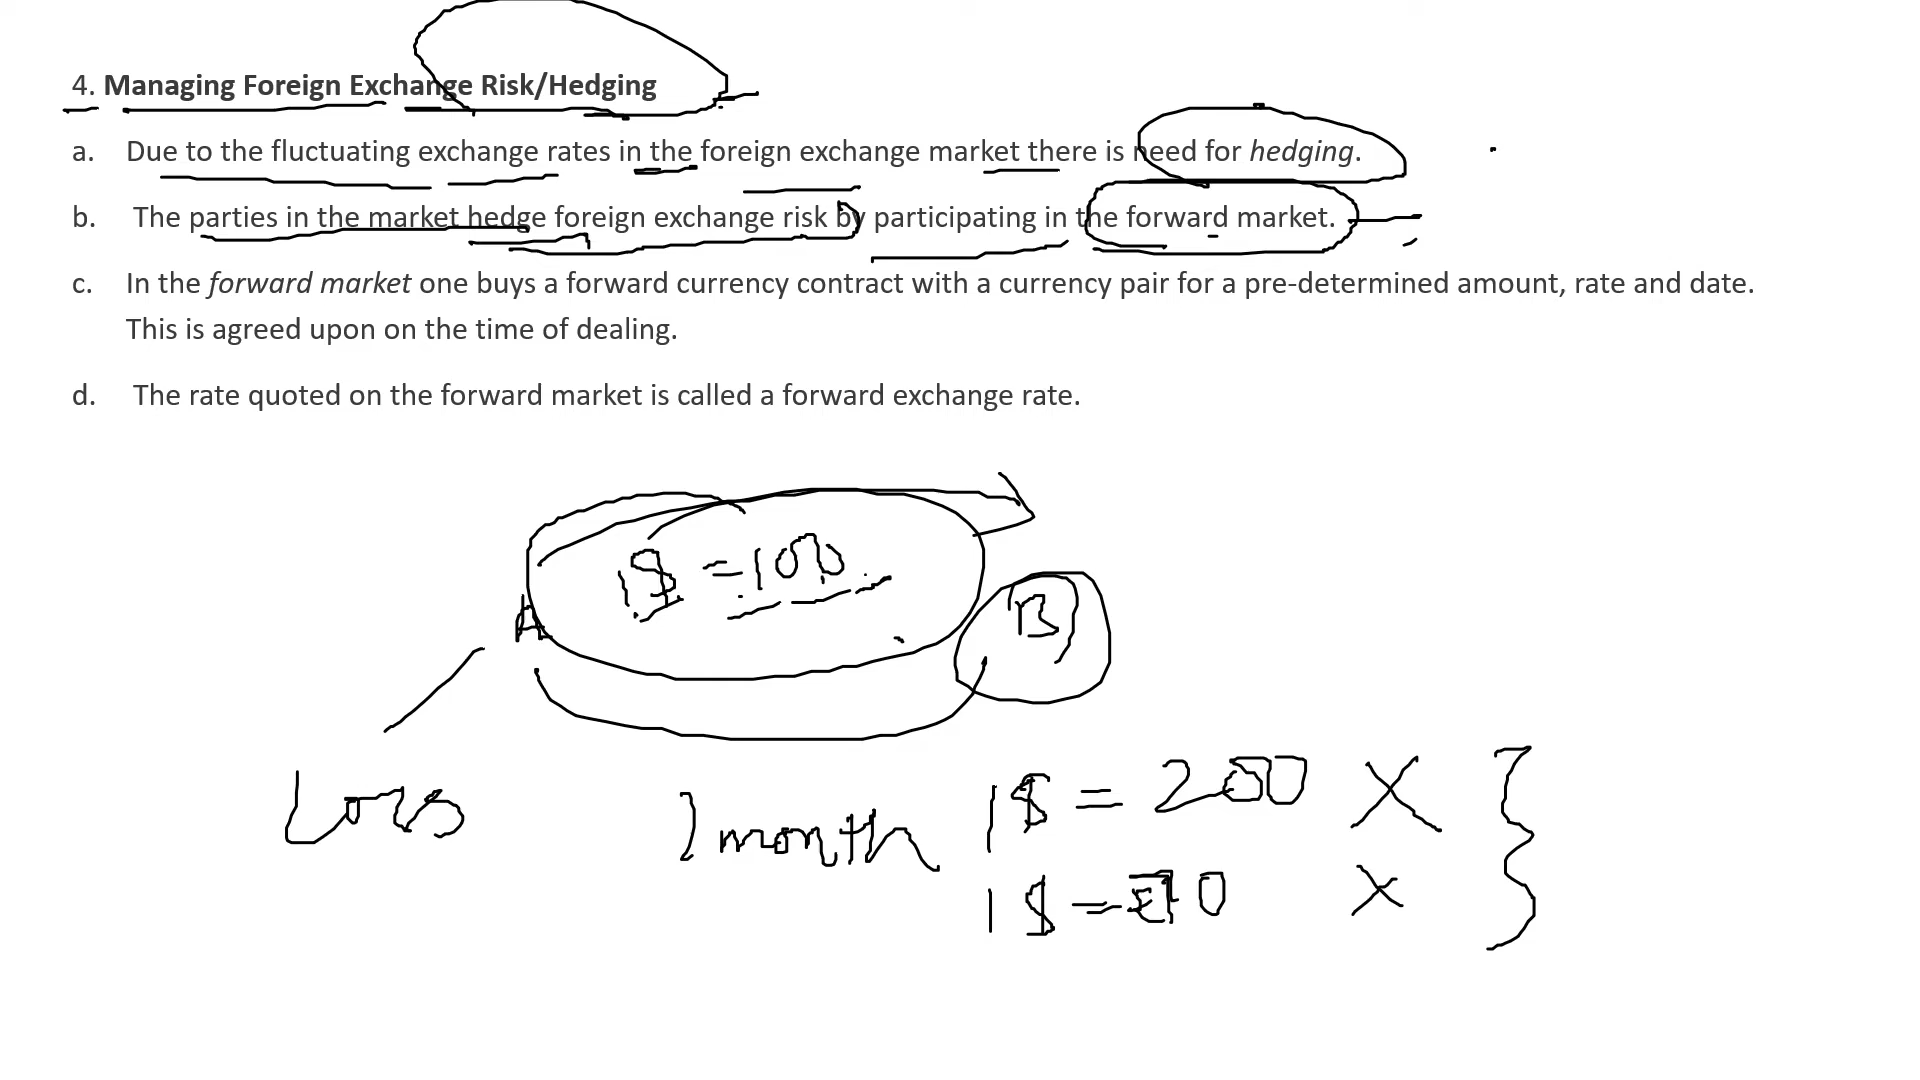 4. Managing Foreign Exchange Risk/Hedging
a. Due to the fluctuating exchange rates in the foreign exchange market there is need for hedging.
b. The parties in the market hedge foreign exchange risk by participating in the forward market.
c. In the forward market one buys a forward currency contract with a currency pair for a pre-determined amount, rate and date.
This is agreed upon on the time of dealing.
d. The rate quoted on the forward market is called a forward exchange rate.
1$ = 100
A
B
1$ = 200 X
month
1$ = X